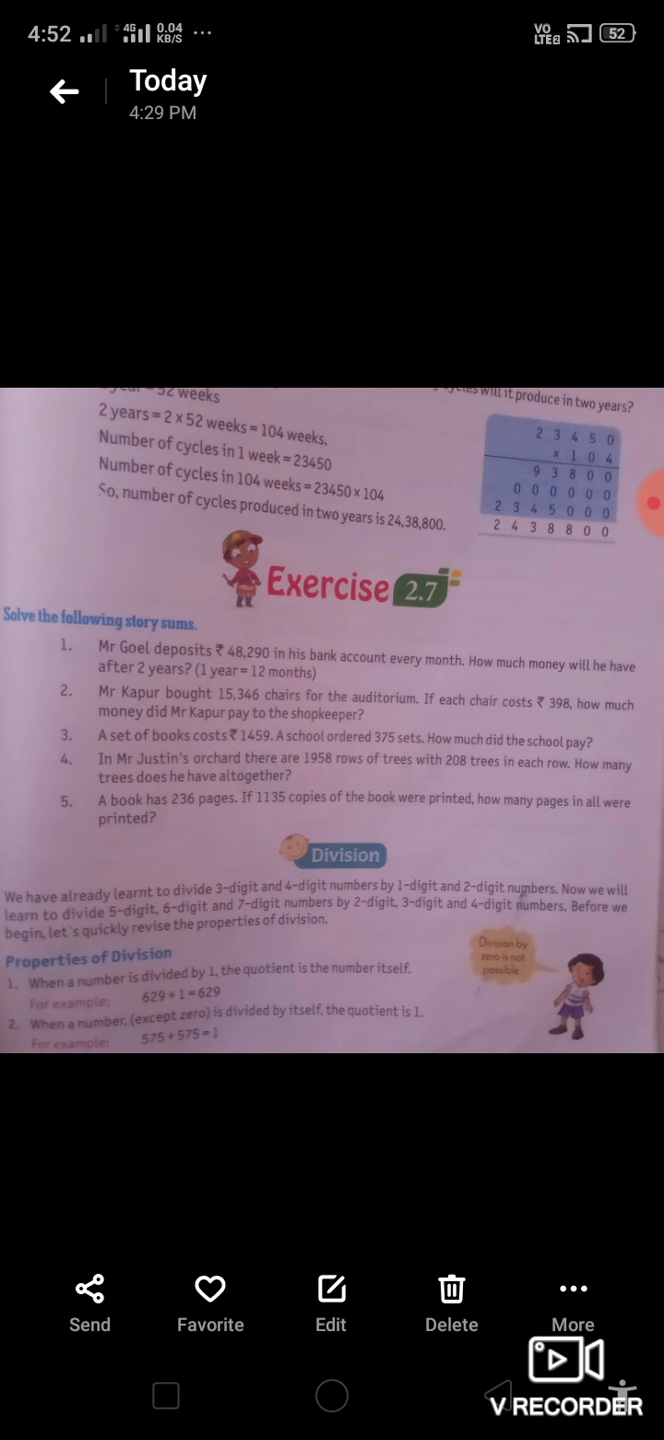 4:52
4G
0.04
KB/S
...
VO
LTE2
52
Today
4:29 PM
52 weeks
will it produce in two years?
2 years = 2 x 52 weeks = 104 weeks.
Number of cycles in 1 week = 23450
Number of cycles in 104 weeks = 23450 x 104
So, number of cycles produced in two years is 24,38,800.
2 3 4 5 0
x 1 0 4
9 3 8 0 0
0 0 0 0 0 0
2 3 4 5 0 0 0
2 4 3 8 8 0 0
Exercise 2.7
Solve the following story sums.
1. Mr Goel deposits ₹ 48,290 in his bank account every month. How much money will he have
after 2 years? (1 year = 12 months)
2. Mr Kapur bought 15,346 chairs for the auditorium. If each chair costs ₹ 398, how much
money did Mr Kapur pay to the shopkeeper?
3. A set of books costs ₹ 1459. A school ordered 375 sets. How much did the school pay?
4. In Mr Justin's orchard there are 1958 rows of trees with 208 trees in each row. How many
trees does he have altogether?
5. A book has 236 pages. If 1135 copies of the book were printed, how many pages in all were
printed?
Division
We have already learnt to divide 3-digit and 4-digit numbers by 1-digit and 2-digit numbers. Now we will
learn to divide 5-digit, 6-digit and 7-digit numbers by 2-digit, 3-digit and 4-digit numbers. Before we
begin, let's quickly revise the properties of division.
Properties of Division
1. When a number is divided by 1, the quotient is the number itself.
For example: 629 ÷ 1 = 629
2. When a number, (except zero) is divided by itself, the quotient is 1.
For example: 575 ÷ 575 = 1
Division by
zero is not
possible.
Send
Favorite
Edit
Delete
More
V RECORDER